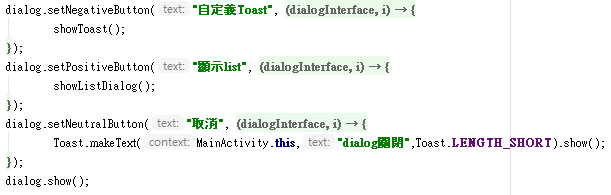 dialog.setNegativeButton( text: "自定義Toast", (dialogInterface, i) → {
showToast();
});
dialog.setPositiveButton( text: "顯示list", (dialogInterface, i) → {
showListDialog();
});
dialog.setNeutralButton( text: "取消", (dialogInterface, i) → {
Toast.makeText( context: MainActivity.this, text: "dialog關閉",Toast.LENGTH_SHORT).show();
});
dialog.show();